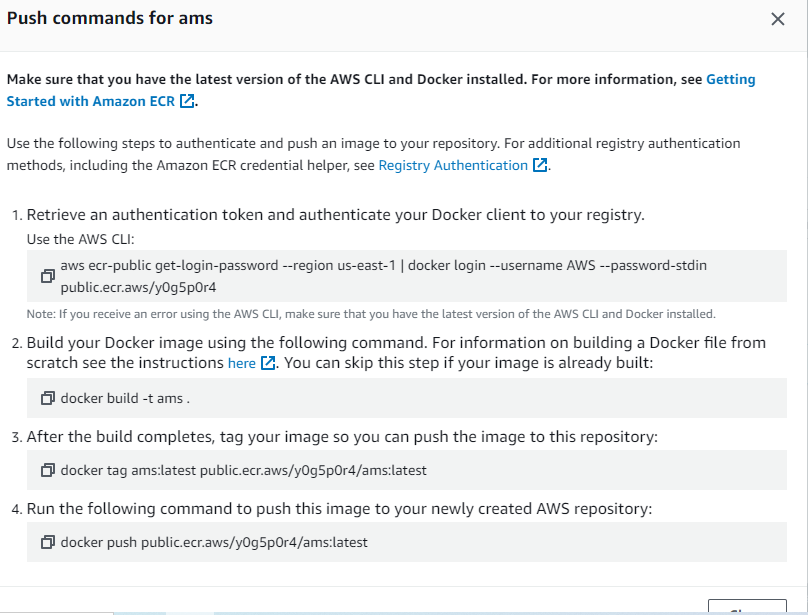 Push commands for ams
Make sure that you have the latest version of the AWS CLI and Docker installed. For more information, see Getting
Started with Amazon ECR.
Use the following steps to authenticate and push an image to your repository. For additional registry authentication
methods, including the Amazon ECR credential helper, see Registry Authentication.
1. Retrieve an authentication token and authenticate your Docker client to your registry.
Use the AWS CLI:
aws ecr-public get-login-password --region us-east-1 | docker login --username AWS --password-stdin
public.ecr.aws/y0g5p0r4
Note: If you receive an error using the AWS CLI, make sure that you have the latest version of the AWS CLI and Docker installed.
2. Build your Docker image using the following command. For information on building a Docker file from
scratch see the instructions here. You can skip this step if your image is already built:
docker build -t ams .
3. After the build completes, tag your image so you can push the image to this repository:
docker tag ams:latest public.ecr.aws/y0g5p0r4/ams:latest
4. Run the following command to push this image to your newly created AWS repository:
docker push public.ecr.aws/y0g5p0r4/ams:latest